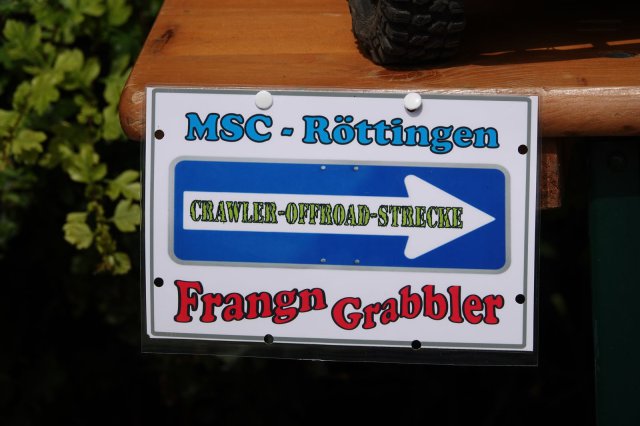 MSC - Röttingen
CRAWLER-OFFROAD-STRECKE
Frangn Grabbler